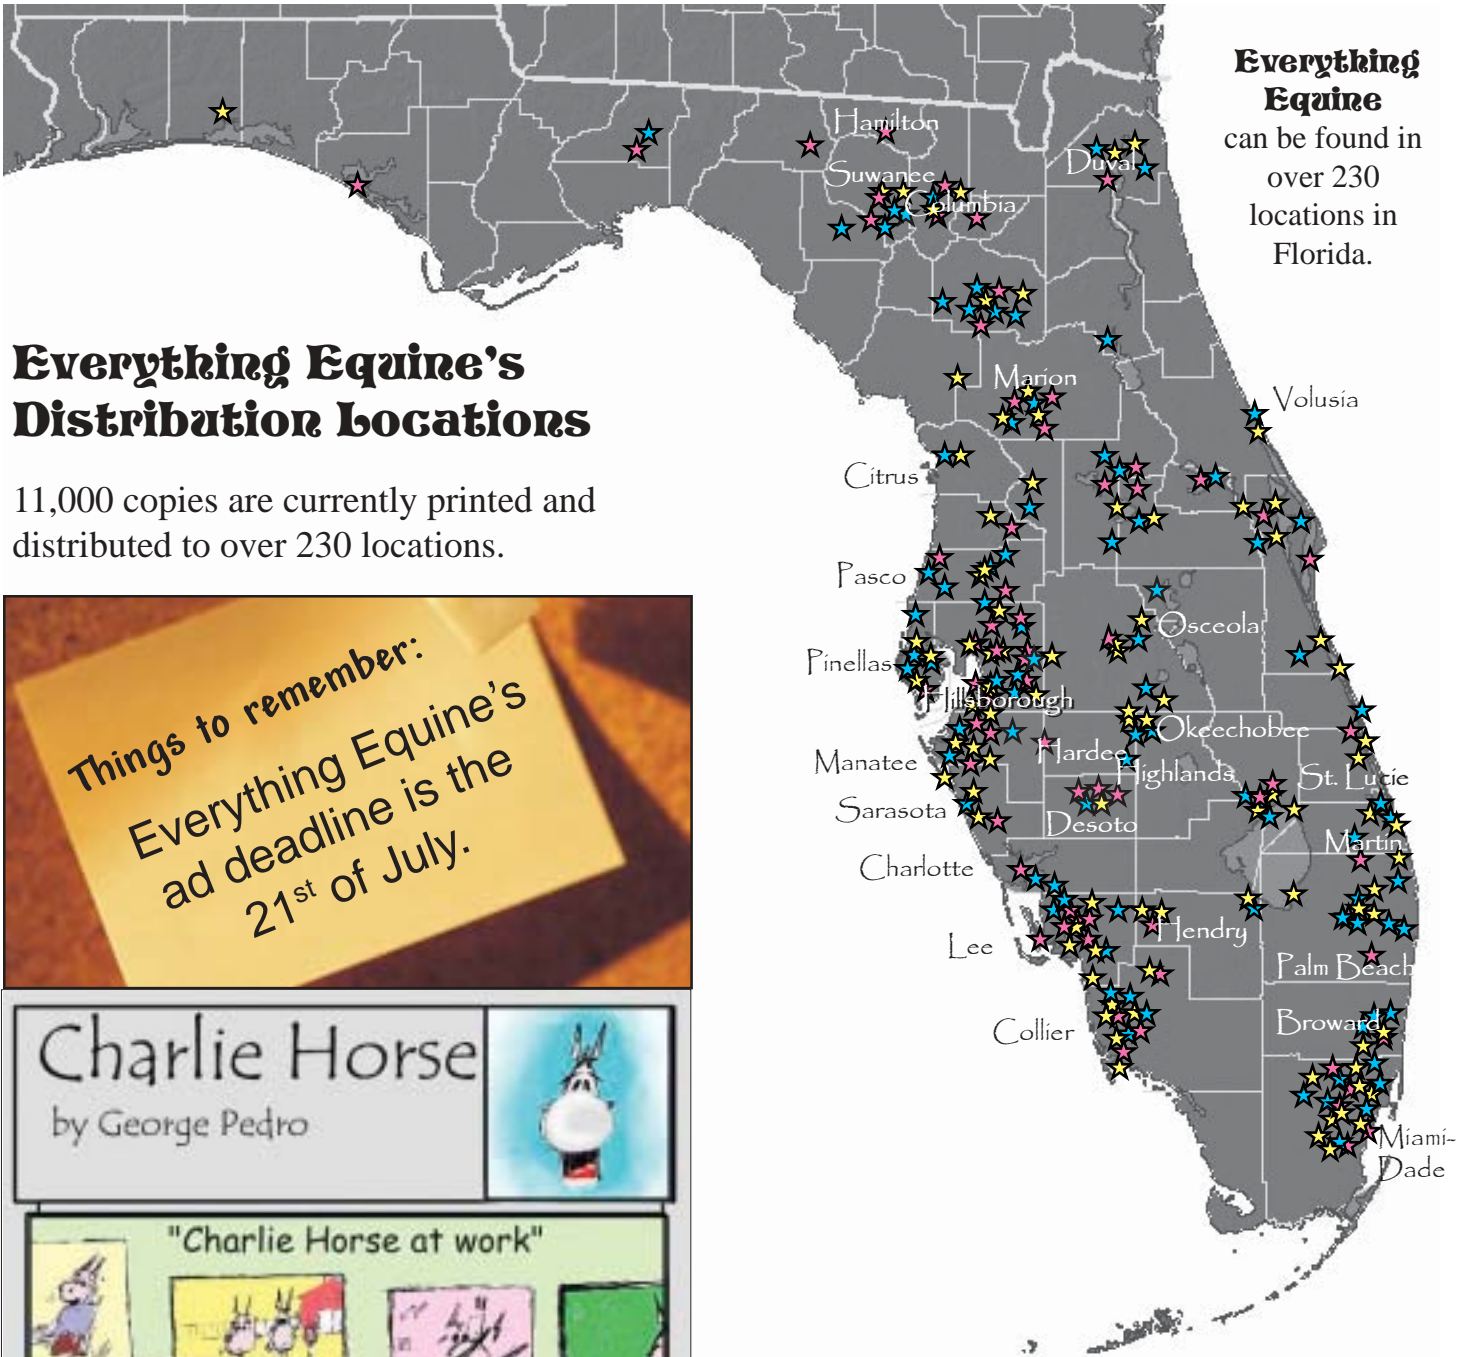 Everything
Equine
can be found in
over 230
locations in
Florida.
Everything Equine's
Distribution Locations
11,000 copies are currently printed and
distributed to over 230 locations.
Hamilton
Suwanee
Columbia
Duval
Marion
Volusia
Citrus
Pasco
Osceola
Pinellas
Hillsborough
Okeechobee
Hardee
Manatee
Highlands
St. Lucie
Sarasota
Desoto
Martin
Charlotte
Hendry
Lee
Palm Beach
Collier
Broward
Miami-
Dade
Things to remember:
Everything Equine's
ad deadline is the
21st of July.
Charlie Horse
by George Pedro
"Charlie Horse at work"